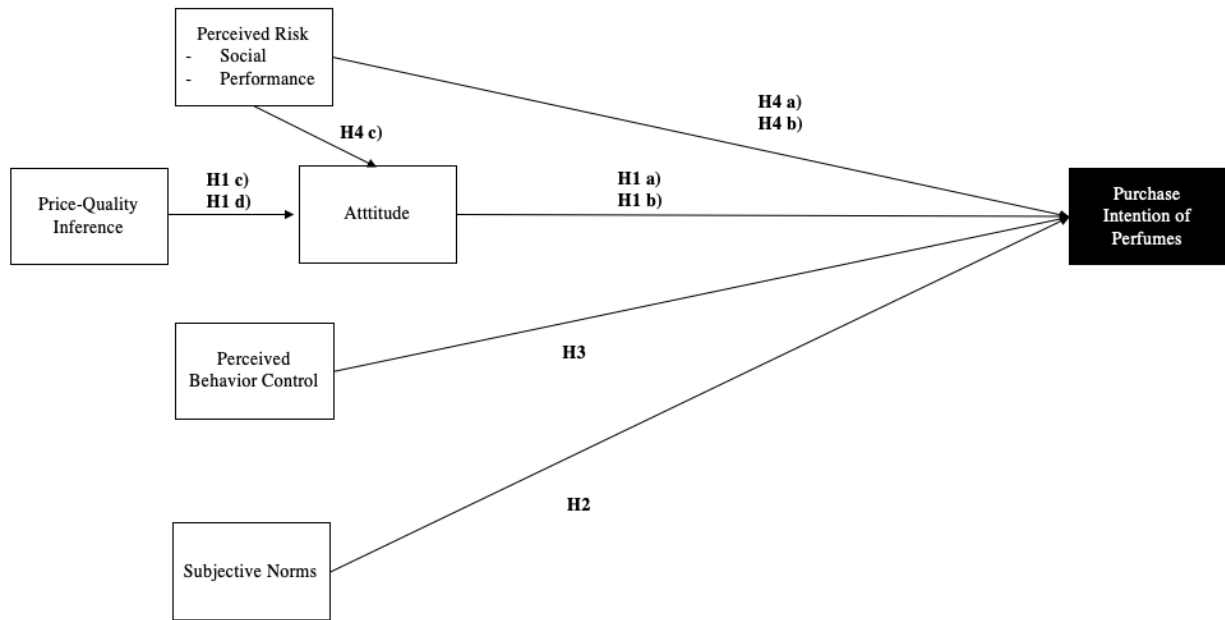 Perceived Risk
- Social
- Performance
H4 a)
H4 b)
H4 c)
H1 c)
H1 d)
Price-Quality
Inference
Atttitude
H1 a)
H1 b)
Purchase
Intention of
Perfumes
Perceived
Behavior Control
H3
H2
Subjective Norms